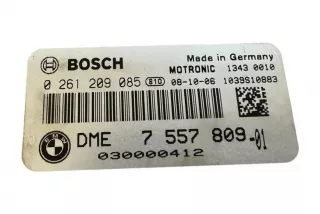 BOSCH
Made in Germany
MOTRONIC 1343 0010
0 261 209 085 810 08-10-06 1039S10883
BMW DME 7 557 809-01
030000412